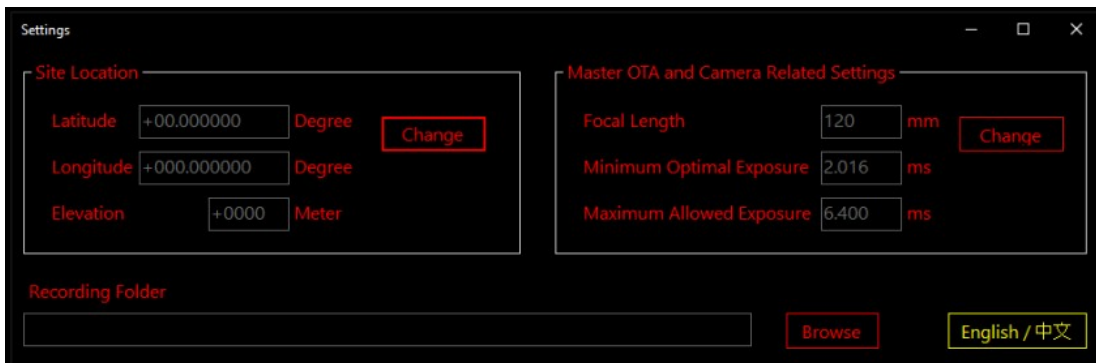 Settings
Site Location
Latitude +00.000000 Degree
Change
Longitude +000.000000 Degree
Elevation +0000 Meter
Master OTA and Camera Related Settings
Focal Length 120 mm
Change
Minimum Optimal Exposure 2.016 ms
Maximum Allowed Exposure 6.400 ms
Recording Folder
Browse
English / 中文